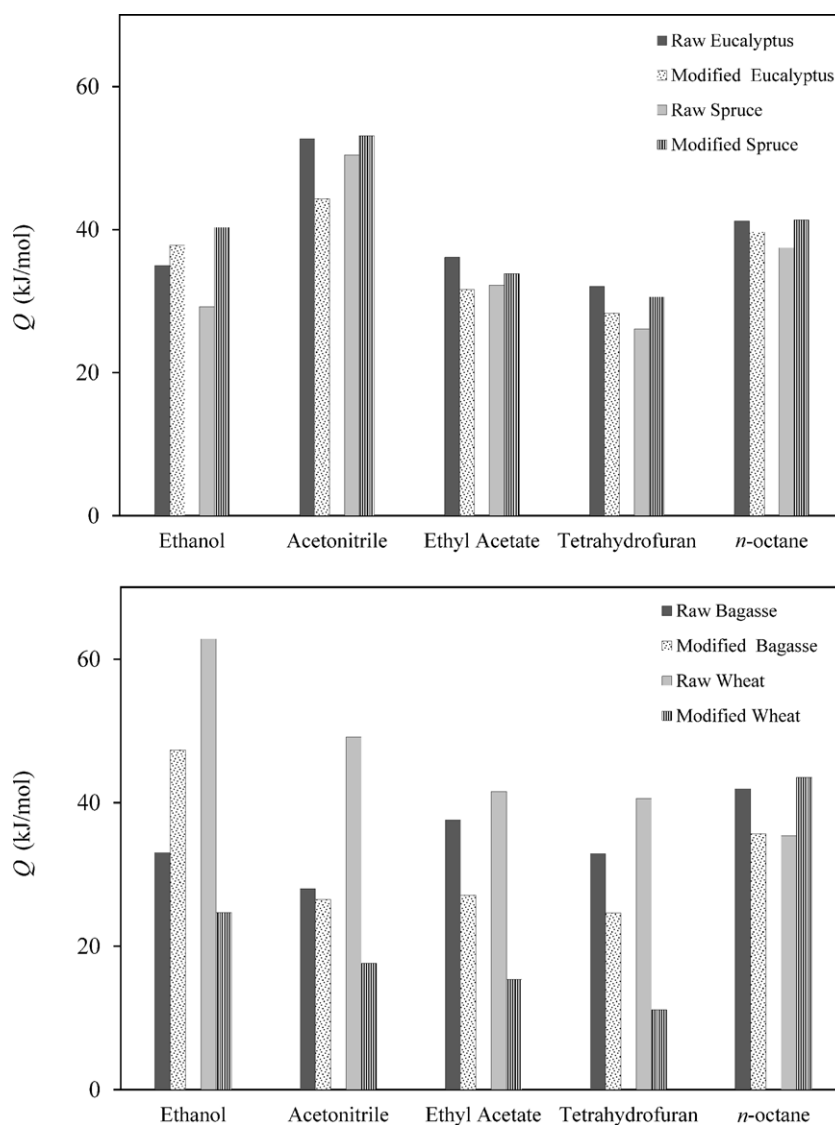 Raw Eucalyptus
Modified Eucalyptus
Raw Spruce
Modified Spruce
60
40
20
0
Q (kJ/mol)
Ethanol Acetonitrile Ethyl Acetate Tetrahydrofuran n-octane
Raw Bagasse
Modified Bagasse
Raw Wheat
Modified Wheat
60
40
20
0
Q (kJ/mol)
Ethanol Acetonitrile Ethyl Acetate Tetrahydrofuran n-octane